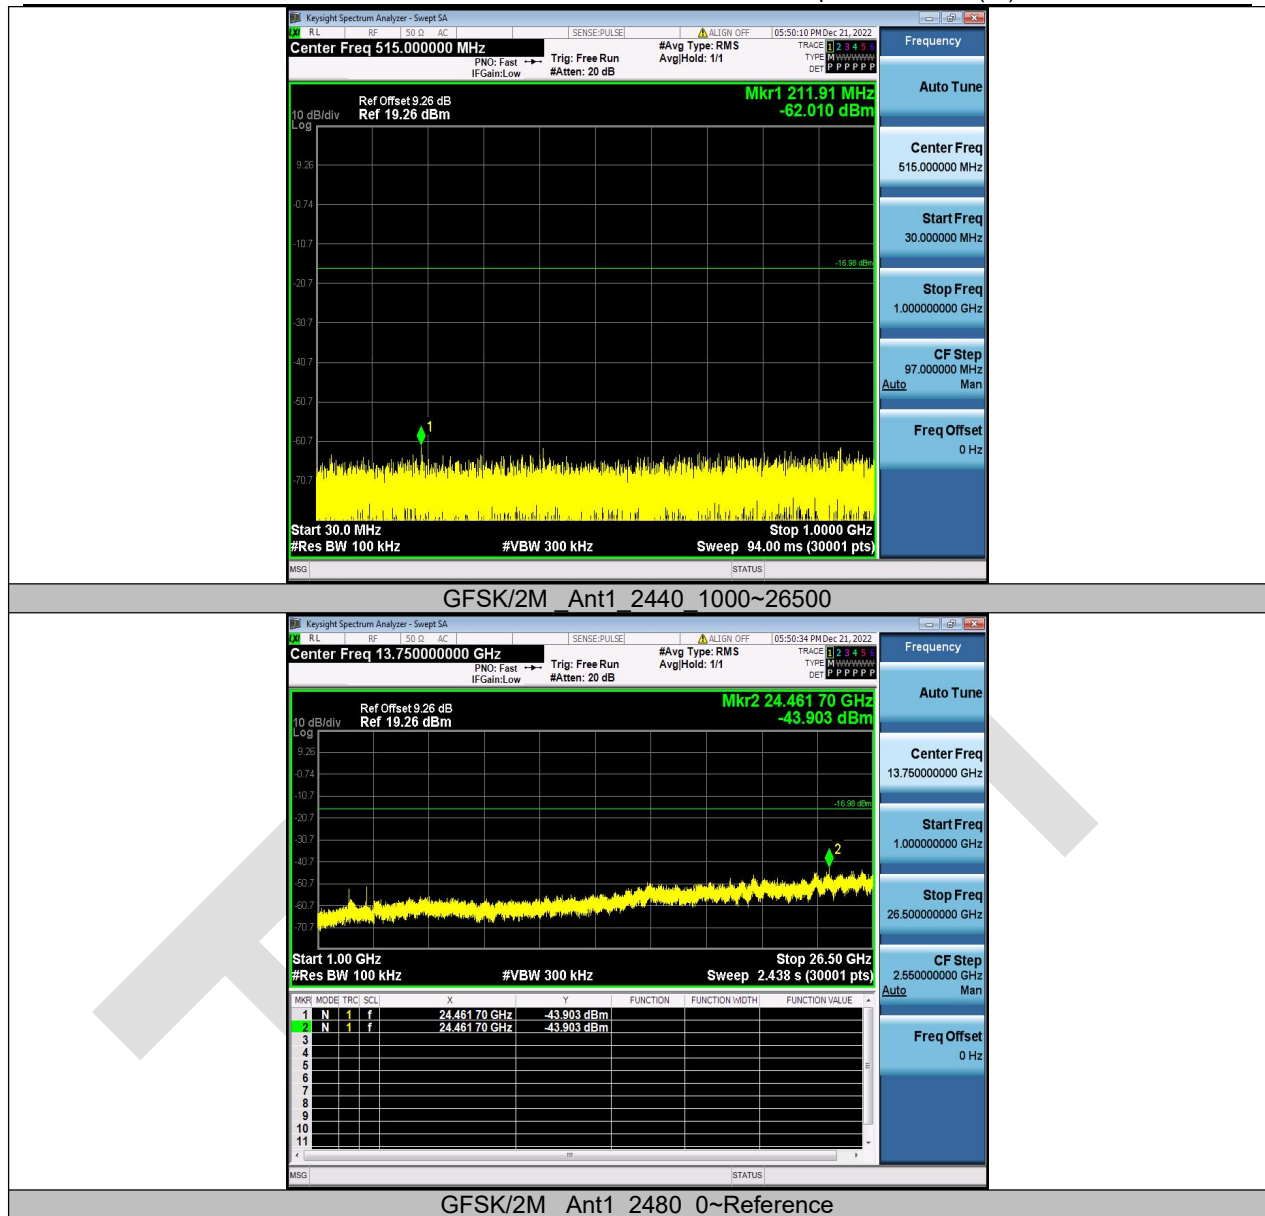 Keysight Spectrum Analyzer - Swept SA
LXI RL RF 50 Ω AC SENSE:PULSE ALIGN OFF 05:50:10 PM Dec 21, 2022
Center Freq 515.000000 MHz
PNO: Fast
IFGain:Low
Trig: Free Run
#Atten: 20 dB
#Avg Type: RMS
Avg|Hold: 1/1
TRACE 1 2 3 4 5 6
TYPE M W W W W W
DET P P P P P P
Ref Offset 9.26 dB
10 dB/div Ref 19.26 dBm
Log
Mkr1 211.91 MHz
-62.010 dBm
9.26
-0.74
-10.7
-16.98 dBm
-20.7
-30.7
-40.7
-50.7
1
-60.7
-70.7
Start 30.0 MHz Stop 1.0000 GHz
#Res BW 100 kHz #VBW 300 kHz Sweep 94.00 ms (30001 pts)
MSG STATUS
Frequency
Auto Tune
Center Freq
515.000000 MHz
Start Freq
30.000000 MHz
Stop Freq
1.000000000 GHz
CF Step
97.000000 MHz
Auto Man
Freq Offset
0 Hz
GFSK/2M _Ant1_2440_1000~26500
Keysight Spectrum Analyzer - Swept SA
LXI RL RF 50 Ω AC SENSE:PULSE ALIGN OFF 05:50:34 PM Dec 21, 2022
Center Freq 13.750000000 GHz
PNO: Fast
IFGain:Low
Trig: Free Run
#Atten: 20 dB
#Avg Type: RMS
Avg|Hold: 1/1
TRACE 1 2 3 4 5 6
TYPE M W W W W W
DET P P P P P P
Ref Offset 9.26 dB
10 dB/div Ref 19.26 dBm
Log
Mkr2 24.461 70 GHz
-43.903 dBm
9.26
-0.74
-10.7
-16.98 dBm
-20.7
-30.7
2
-40.7
-50.7
-60.7
-70.7
Start 1.00 GHz Stop 26.50 GHz
#Res BW 100 kHz #VBW 300 kHz Sweep 2.438 s (30001 pts)
MKR MODE TRC SCL X Y FUNCTION FUNCTION WIDTH FUNCTION VALUE
1 N 1 f 24.461 70 GHz -43.903 dBm
2 N 1 f 24.461 70 GHz -43.903 dBm
3
4
5
6
7
8
9
10
11
MSG STATUS
Frequency
Auto Tune
Center Freq
13.750000000 GHz
Start Freq
1.000000000 GHz
Stop Freq
26.500000000 GHz
CF Step
2.550000000 GHz
Auto Man
Freq Offset
0 Hz
GFSK/2M _Ant1_2480_0~Reference